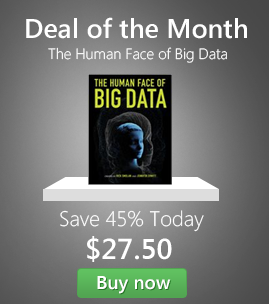 Deal of the Month
The Human Face of Big Data
THE HUMAN FACE OF
BIG DATA
Save 45% Today
$27.50
Buy now